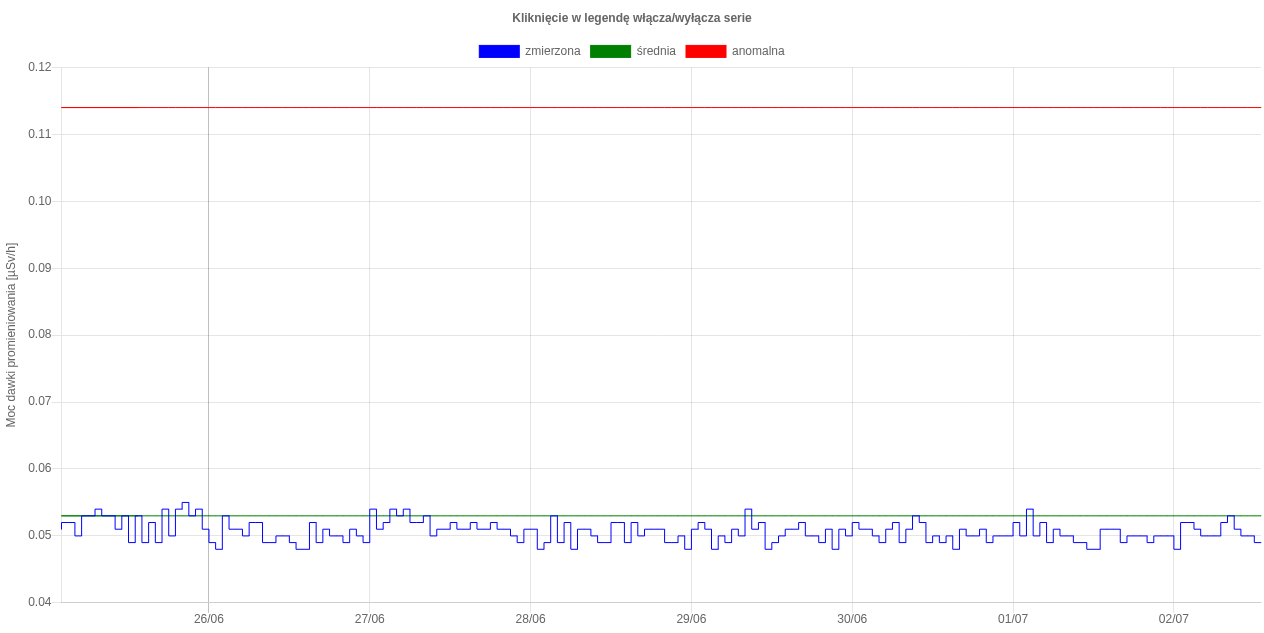 Kliknięcie w legendę włącza/wyłącza serie
zmierzona średnia anomalna
Moc dawki promieniowania [µSv/h]
0.12
0.11
0.10
0.09
0.08
0.07
0.06
0.05
0.04
26/06 27/06 28/06 29/06 30/06 01/07 02/07